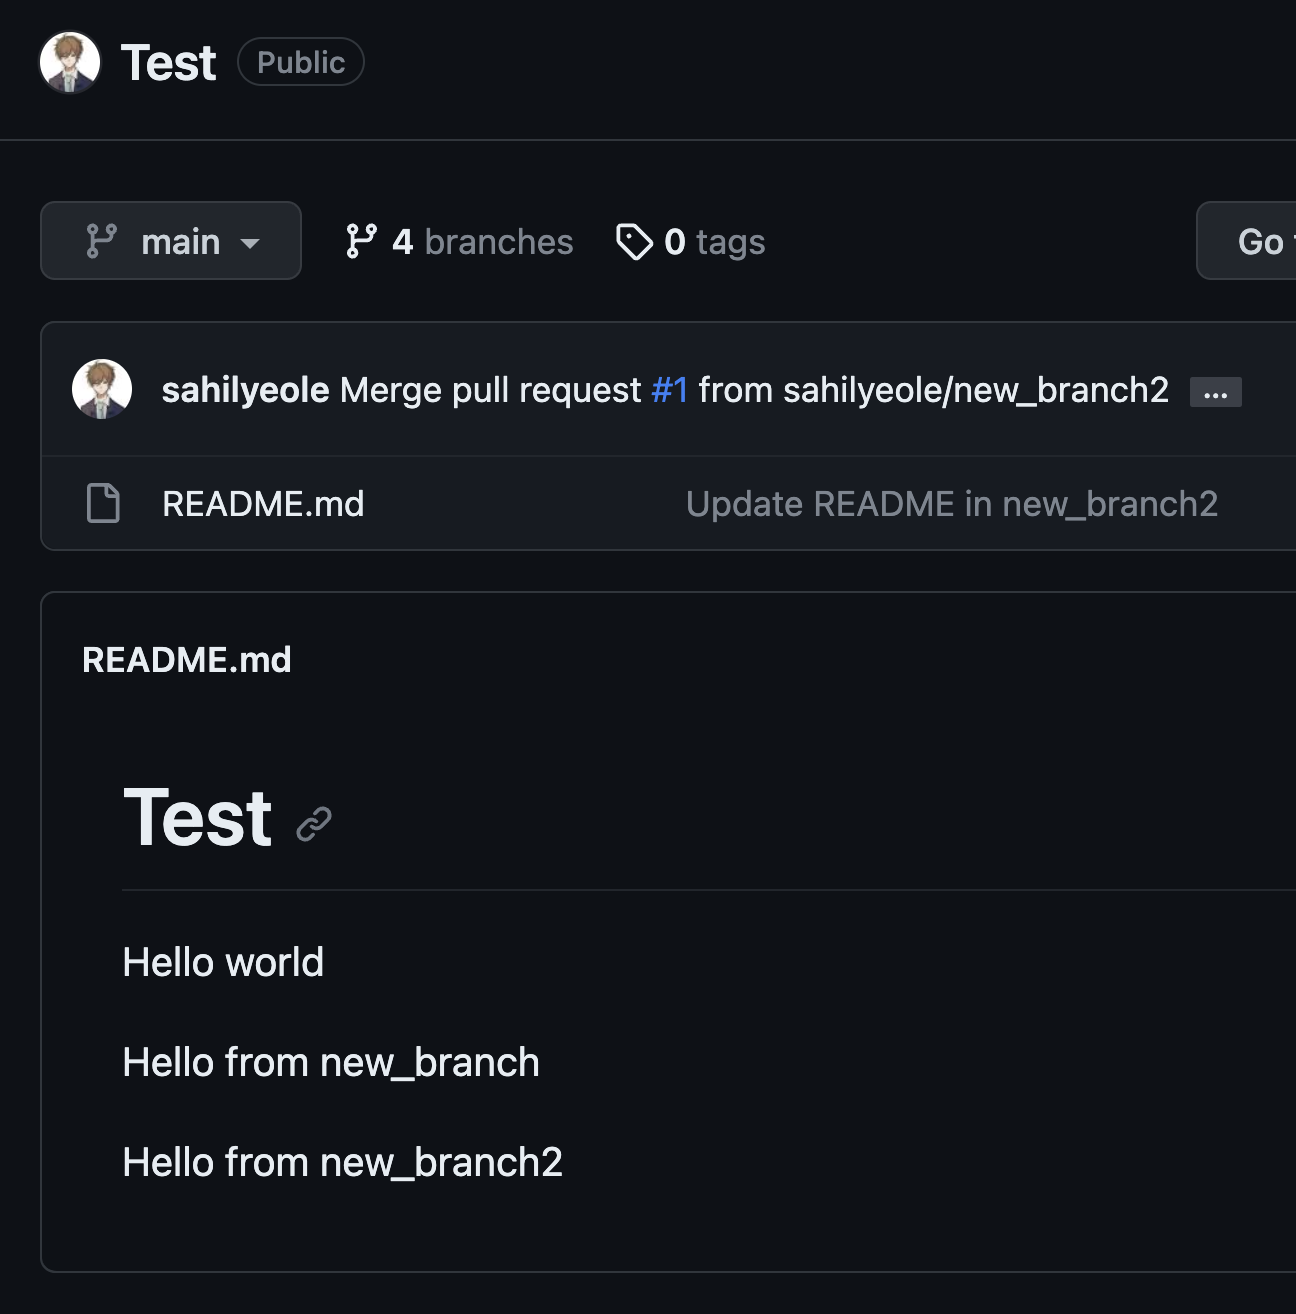 Test Public
main 4 branches 0 tags Go
sahilyeole Merge pull request #1 from sahilyeole/new_branch2 ...
README.md Update README in new_branch2
README.md
Test
Hello world
Hello from new_branch
Hello from new_branch2